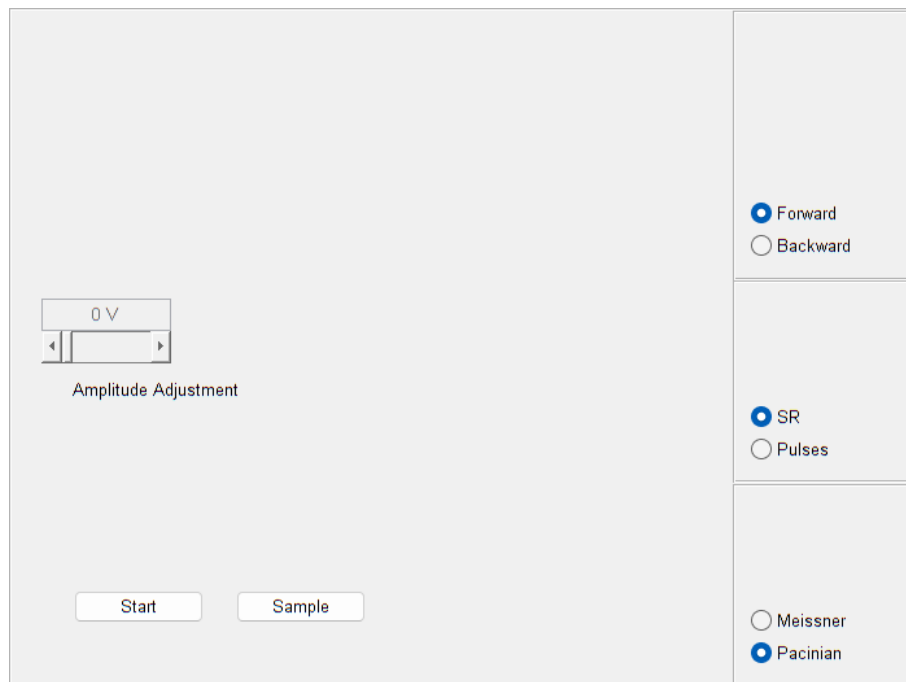 Forward
Backward
0 V
Amplitude Adjustment
SR
Pulses
Start
Sample
Meissner
Pacinian